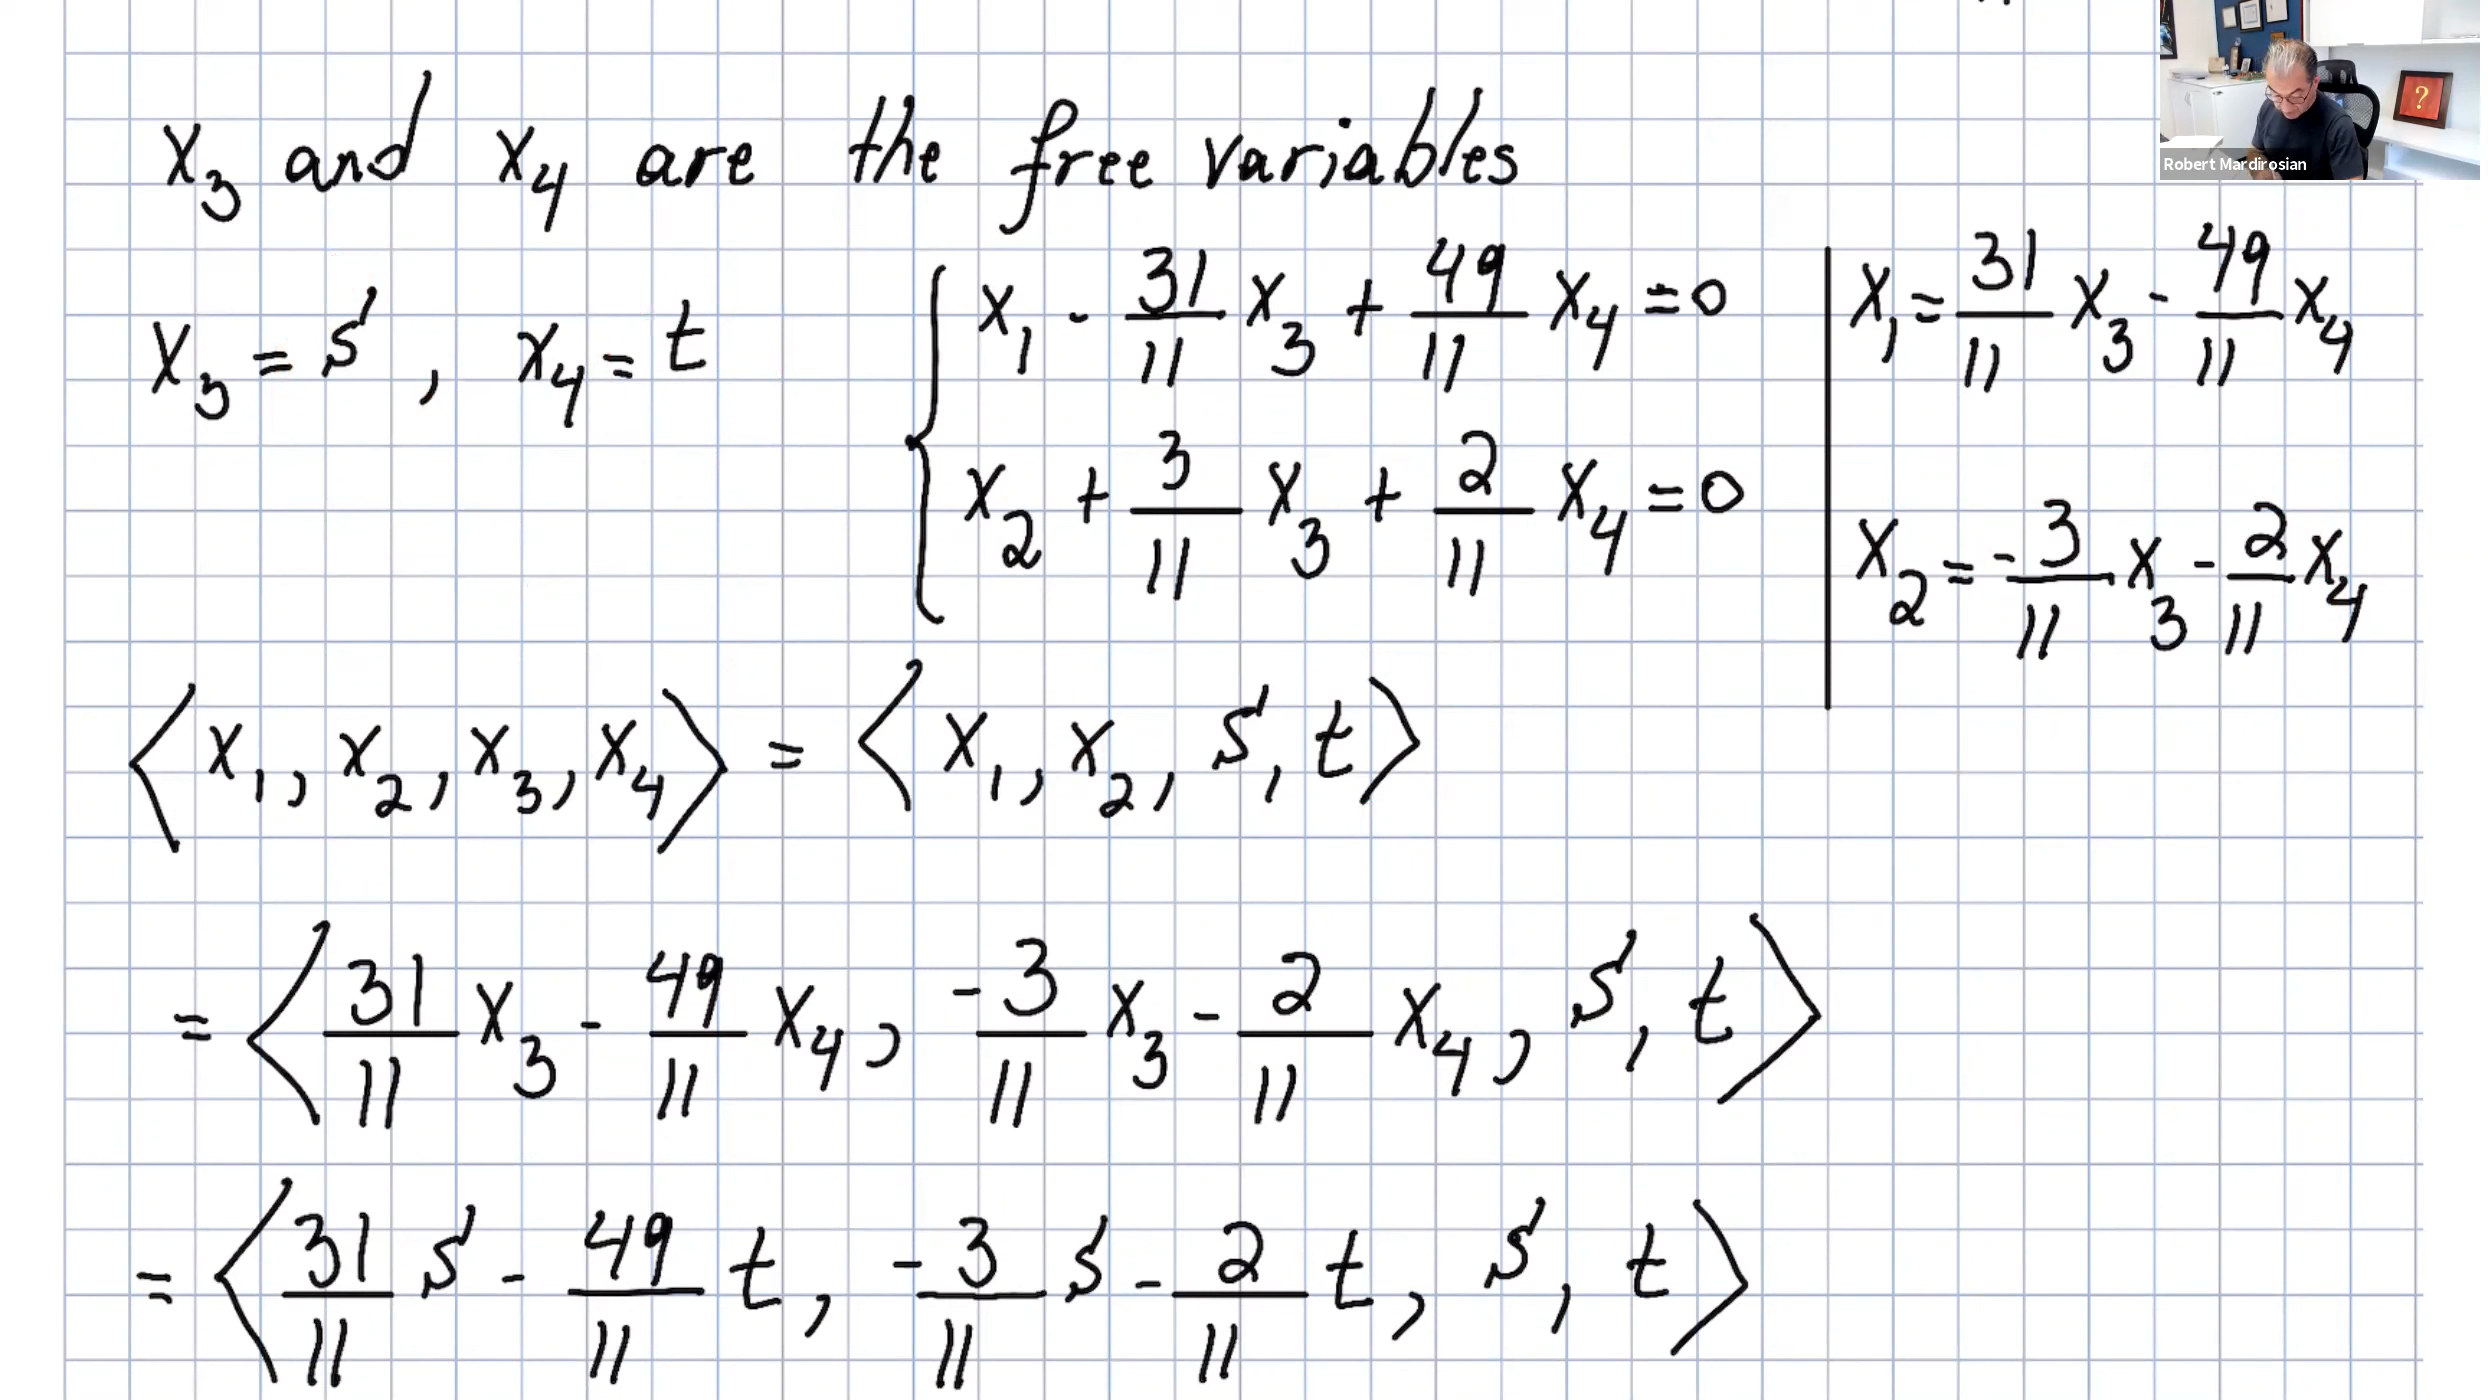 x₃ and x₄ are the free variables
?
Robert Mardirosian
x₃ = s , x₄ = t
x₁ - 31/11 x₃ + 49/11 x₄ = 0
x₂ + 3/11 x₃ + 2/11 x₄ = 0
x₁ = 31/11 x₃ - 49/11 x₄
x₂ = -3/11 x₃ - 2/11 x₄
⟨x₁, x₂, x₃, x₄⟩ = ⟨x₁, x₂, s, t⟩
= ⟨31/11 x₃ - 49/11 x₄, -3/11 x₃ - 2/11 x₄, s, t⟩
= ⟨31/11 s - 49/11 t, -3/11 s - 2/11 t, s, t⟩